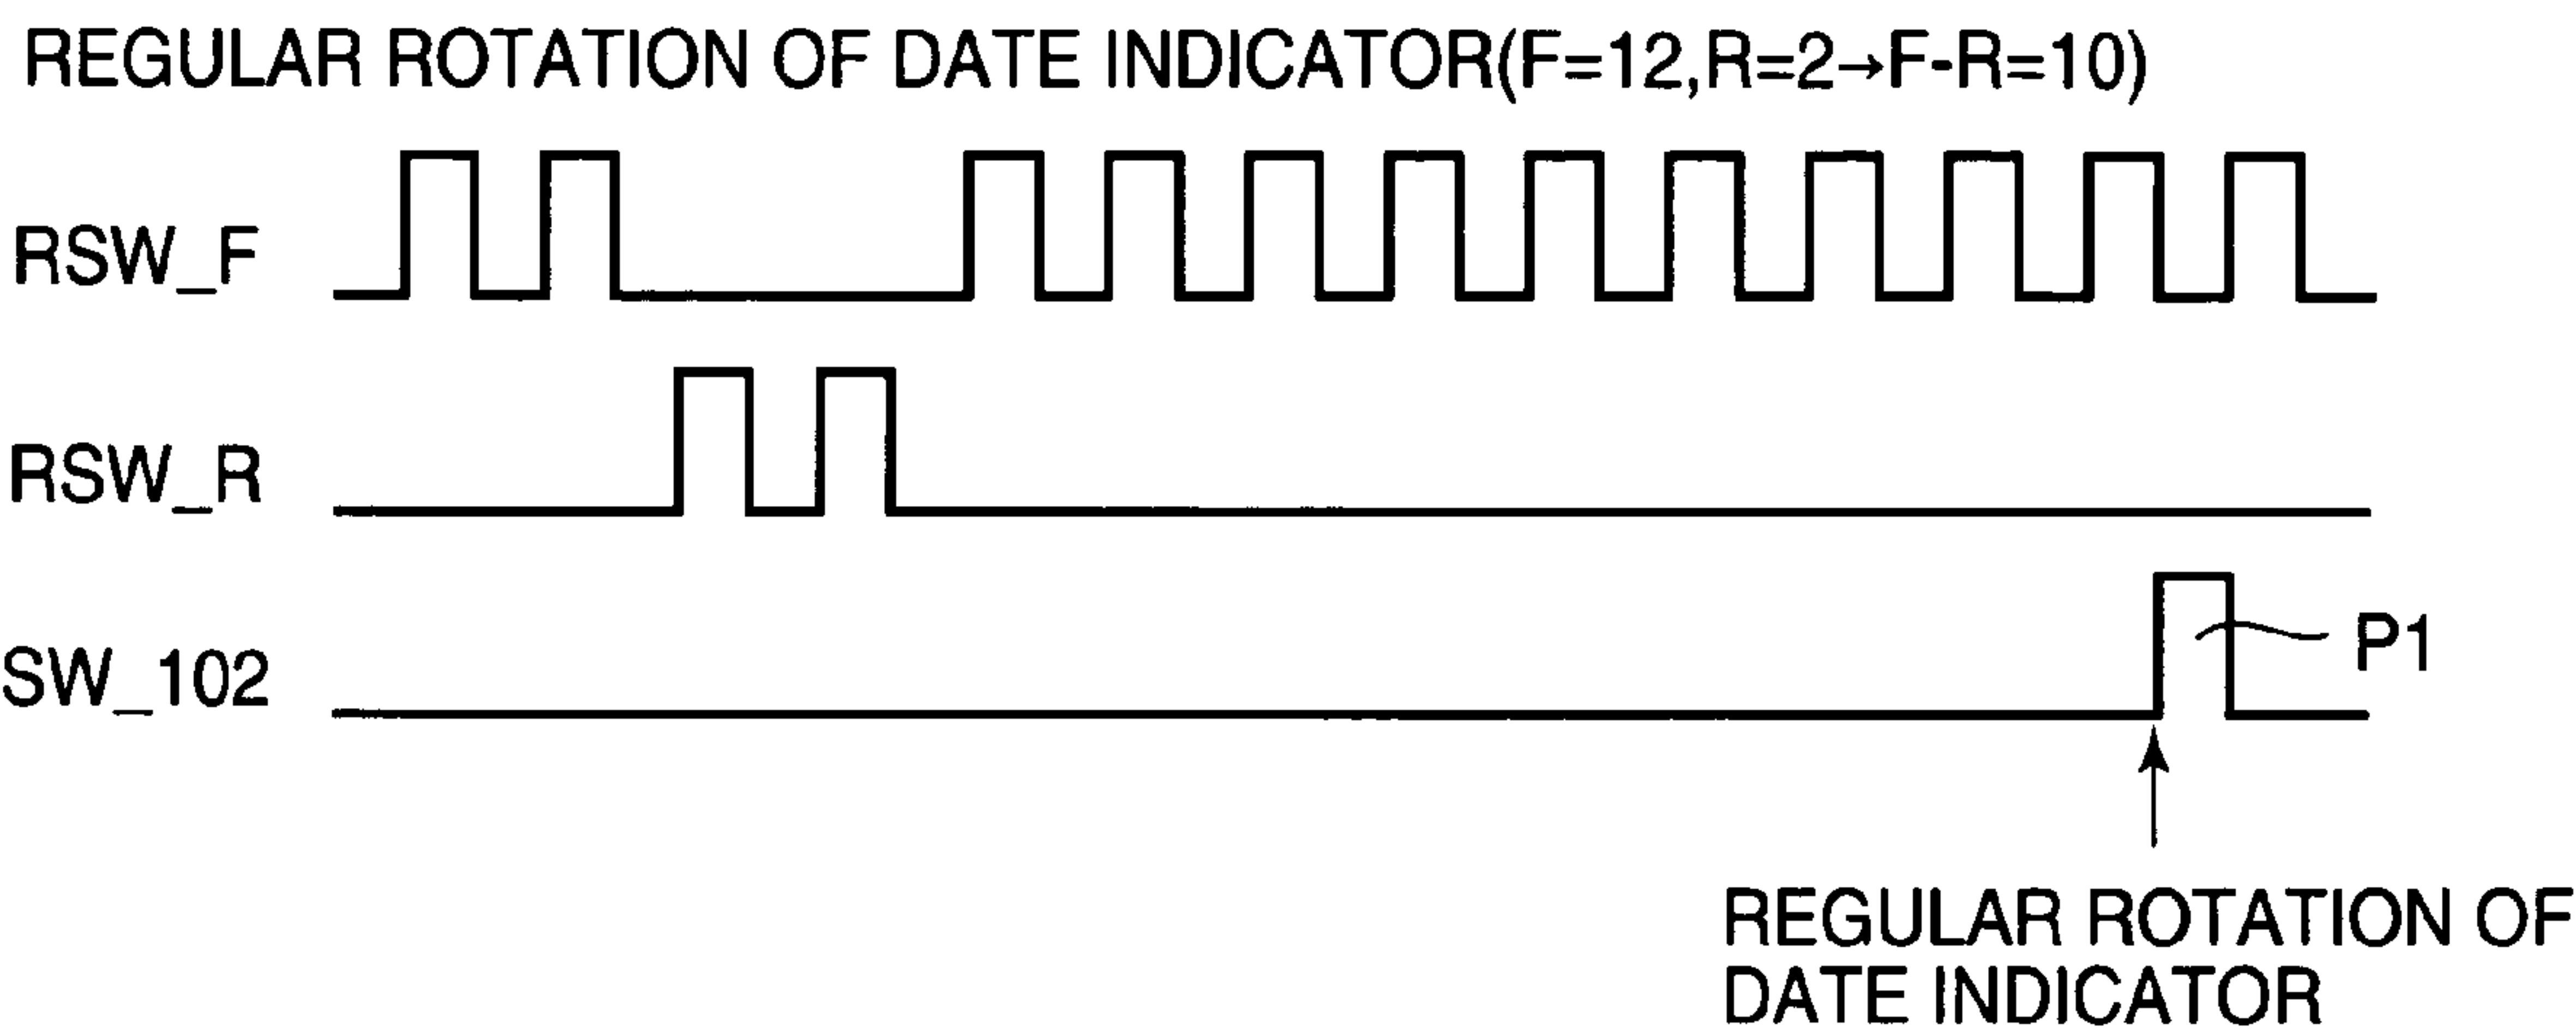 REGULAR ROTATION OF DATE INDICATOR(F=12,R=2→F-R=10)
RSW_F
RSW_R
SW_102
P1
REGULAR ROTATION OF
DATE INDICATOR